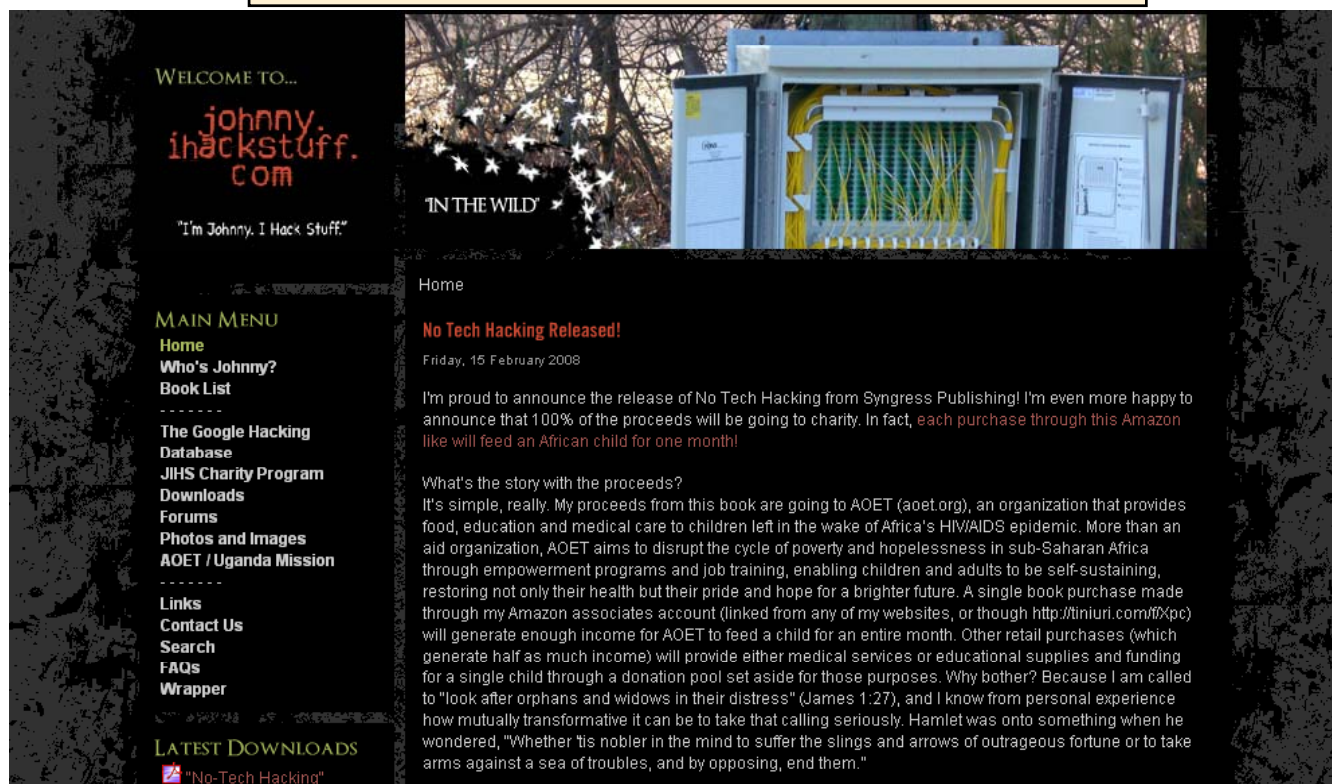 WELCOME TO...
johnny.
ihackstuff.
com
"I'm Johnny. I Hack Stuff."
"IN THE WILD"
MAIN MENU
Home
Who's Johnny?
Book List
- - - - - - -
The Google Hacking
Database
JIHS Charity Program
Downloads
Forums
Photos and Images
AOET / Uganda Mission
- - - - - - -
Links
Contact Us
Search
FAQs
Wrapper
LATEST DOWNLOADS
"No-Tech Hacking"
Home
No Tech Hacking Released!
Friday, 15 February 2008
I'm proud to announce the release of No Tech Hacking from Syngress Publishing! I'm even more happy to
announce that 100% of the proceeds will be going to charity. In fact, each purchase through this Amazon
like will feed an African child for one month!
What's the story with the proceeds?
It's simple, really. My proceeds from this book are going to AOET (aoet.org), an organization that provides
food, education and medical care to children left in the wake of Africa's HIV/AIDS epidemic. More than an
aid organization, AOET aims to disrupt the cycle of poverty and hopelessness in sub-Saharan Africa
through empowerment programs and job training, enabling children and adults to be self-sustaining,
restoring not only their health but their pride and hope for a brighter future. A single book purchase made
through my Amazon associates account (linked from any of my websites, or though http://tiniuri.com/f/Xpc)
will generate enough income for AOET to feed a child for an entire month. Other retail purchases (which
generate half as much income) will provide either medical services or educational supplies and funding
for a single child through a donation pool set aside for those purposes. Why bother? Because I am called
to "look after orphans and widows in their distress" (James 1:27), and I know from personal experience
how mutually transformative it can be to take that calling seriously. Hamlet was onto something when he
wondered, "Whether 'tis nobler in the mind to suffer the slings and arrows of outrageous fortune or to take
arms against a sea of troubles, and by opposing, end them."